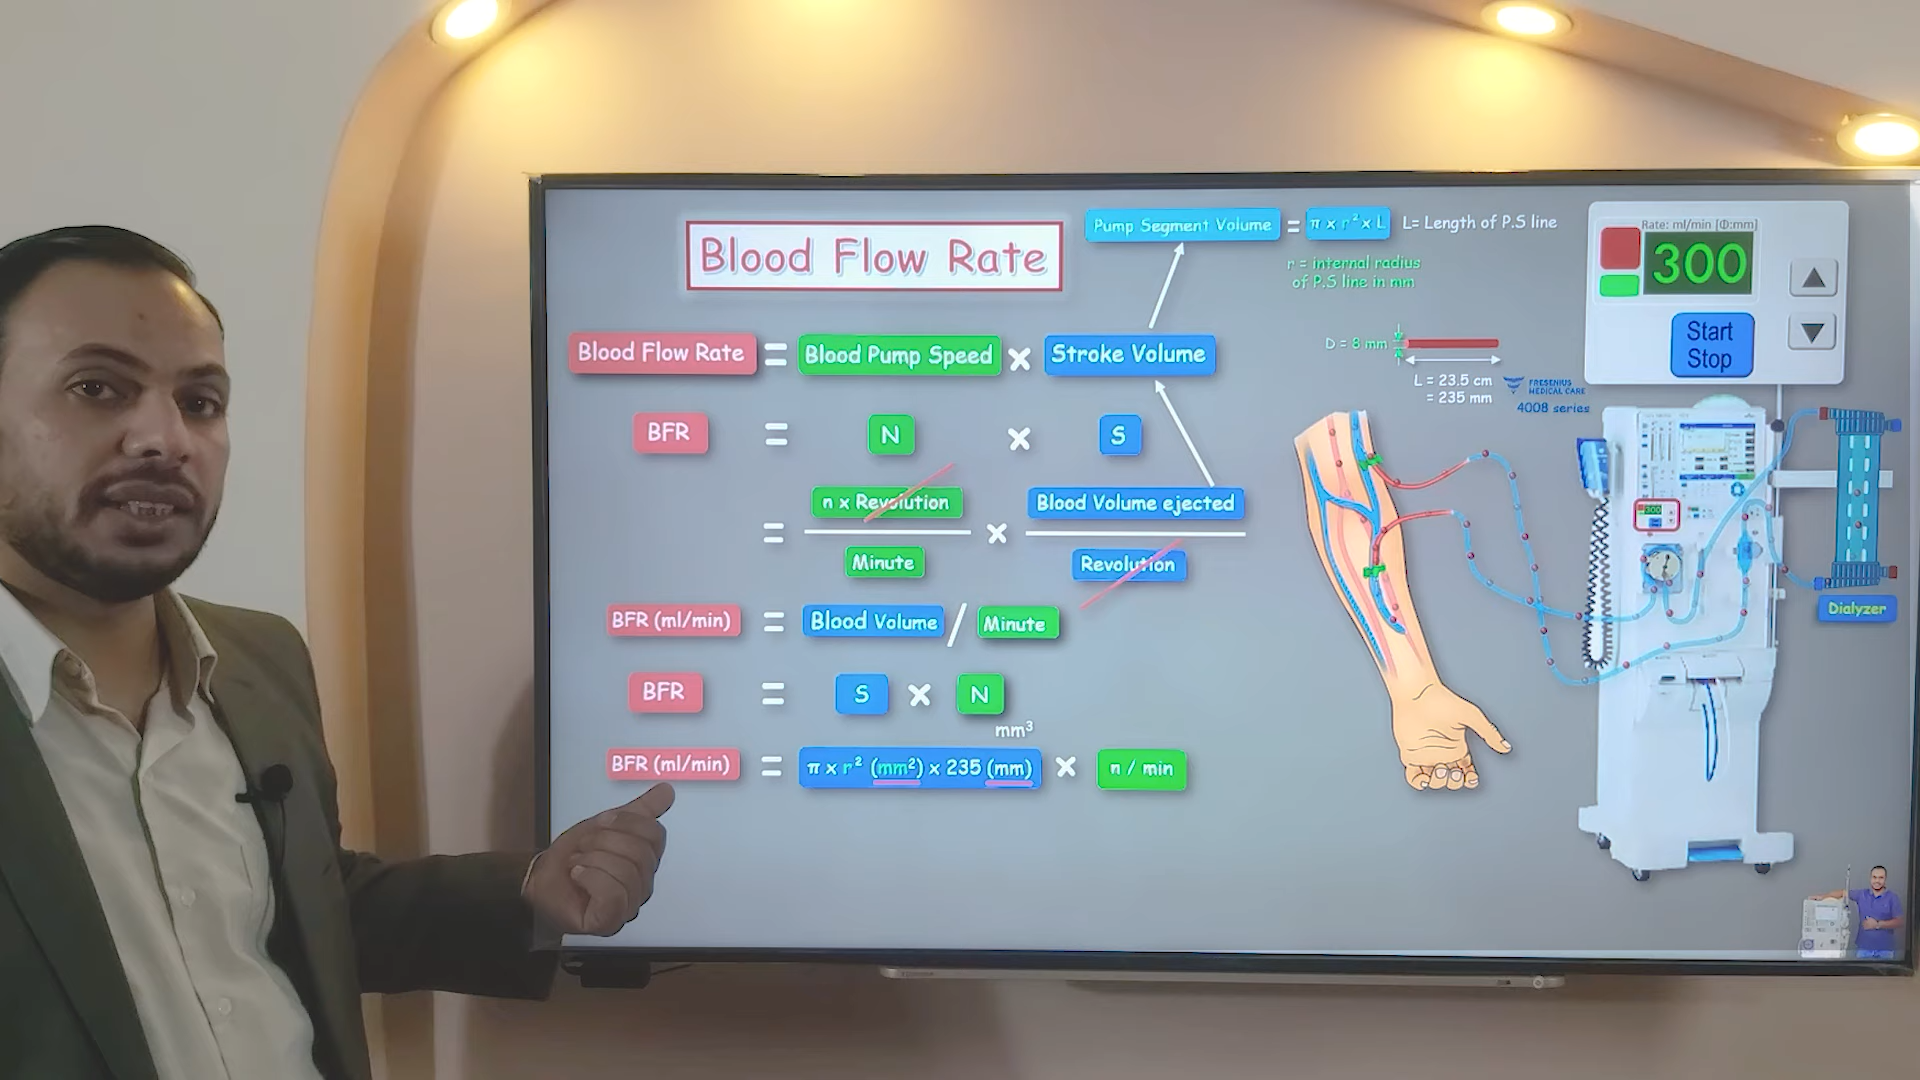 Pump Segment Volume = π x r² x L L= Length of P.S line
r = internal radius
of P.S line in mm
Blood Flow Rate
Rate: ml/min [Φ:mm]
300
Start
Stop
Blood Flow Rate = Blood Pump Speed × Stroke Volume
D = 8 mm
L = 23.5 cm
= 235 mm
FRESENIUS
MEDICAL CARE
4008 series
BFR = N × S
= n x Revolution × Blood Volume ejected
Minute Revolution
300
Dialyzer
BFR (ml/min) = Blood Volume / Minute
BFR = S × N
mm³
BFR (ml/min) = π x r² (mm²) x 235 (mm) × n / min